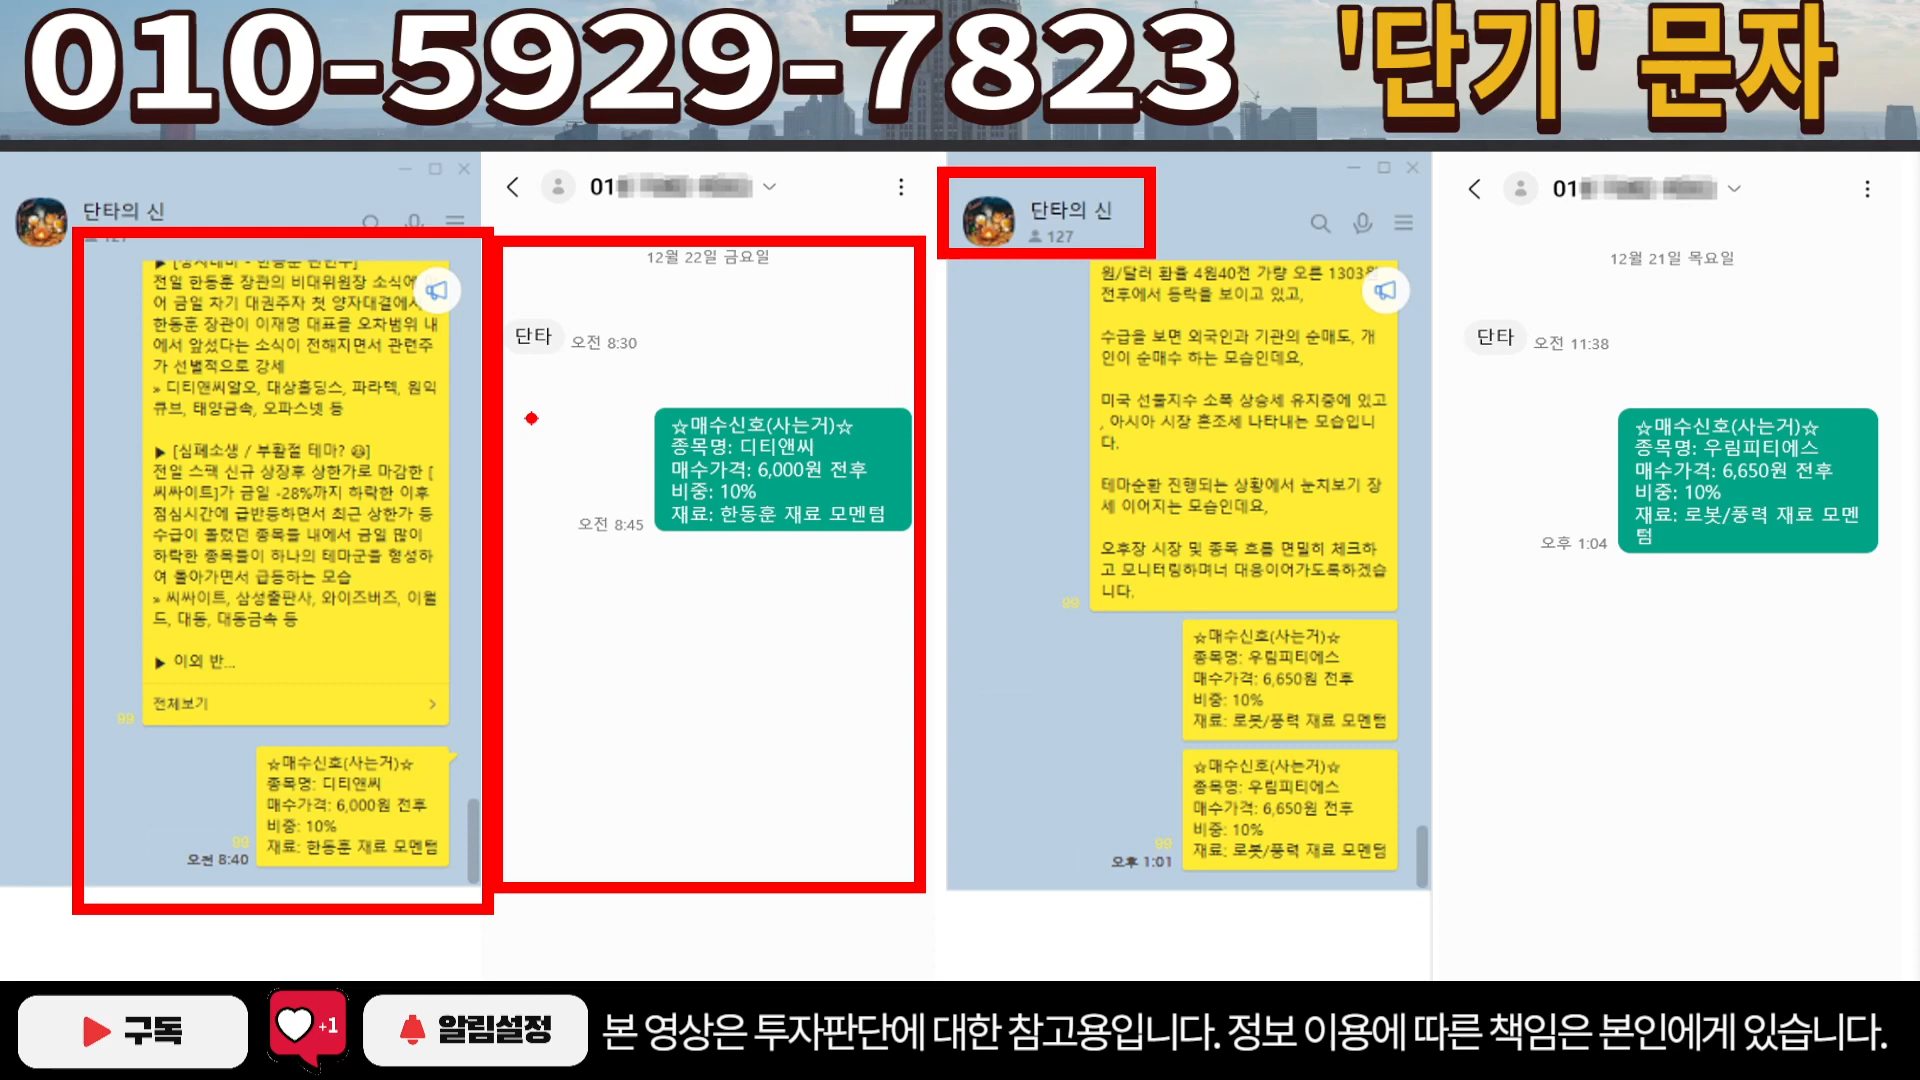 010-5929-7823 '단기' 문자
단타의 신
127
전일 한동훈 장관의 비대위원장 소식에
어 금일 차기 대권주자 첫 양자대결에서
한동훈 장관이 이재명 대표를 오차범위 내
에서 앞섰다는 소식이 전해지면서 관련주
가 선별적으로 강세
» 디티앤씨알오, 대상홀딩스, 파라텍, 원익
큐브, 태양금속, 오파스넷 등
▶ [심폐소생 / 부활절 테마? 😷]
전일 스팩 신규 상장후 상한가로 마감한 [
씨싸이트]가 금일 -28%까지 하락한 이후
점심시간에 급반등하면서 최근 상한가 등
수급이 몰렸던 종목들 내에서 금일 많이
하락한 종목들이 하나의 테마군을 형성하
여 돌아가면서 급등하는 모습
» 씨싸이트, 삼성출판사, 와이즈버즈, 이월
드, 대동, 대동금속 등
▶ 이외 반...
전체보기
99
☆매수신호(사는거)☆
종목명: 디티앤씨
매수가격: 6,000원 전후
비중: 10%
재료: 한동훈 재료 모멘텀
99
오전 8:40
01
12월 22일 금요일
단타 오전 8:30
☆매수신호(사는거)☆
종목명: 디티앤씨
매수가격: 6,000원 전후
비중: 10%
재료: 한동훈 재료 모멘텀
오전 8:45
단타의 신
127
원/달러 환율 4원40전 가량 오른 1303원
전후에서 등락을 보이고 있고,
수급을 보면 외국인과 기관의 순매도, 개
인이 순매수 하는 모습인데요,
미국 선물지수 소폭 상승세 유지중에 있고
, 아시아 시장 혼조세 나타내는 모습입니
다.
테마순환 진행되는 상황에서 눈치보기 장
세 이어지는 모습인데요,
오후장 시장 및 종목 흐름 면밀히 체크하
고 모니터링하며너 대응이어가도록하겠습
니다.
99
☆매수신호(사는거)☆
종목명: 우림피티에스
매수가격: 6,650원 전후
비중: 10%
재료: 로봇/풍력 재료 모멘텀
☆매수신호(사는거)☆
종목명: 우림피티에스
매수가격: 6,650원 전후
비중: 10%
재료: 로봇/풍력 재료 모멘텀
99
오후 1:01
01
12월 21일 목요일
단타 오전 11:38
☆매수신호(사는거)☆
종목명: 우림피티에스
매수가격: 6,650원 전후
비중: 10%
재료: 로봇/풍력 재료 모멘
텀
오후 1:04
구독 +1 알림설정 본 영상은 투자판단에 대한 참고용입니다. 정보 이용에 따른 책임은 본인에게 있습니다.